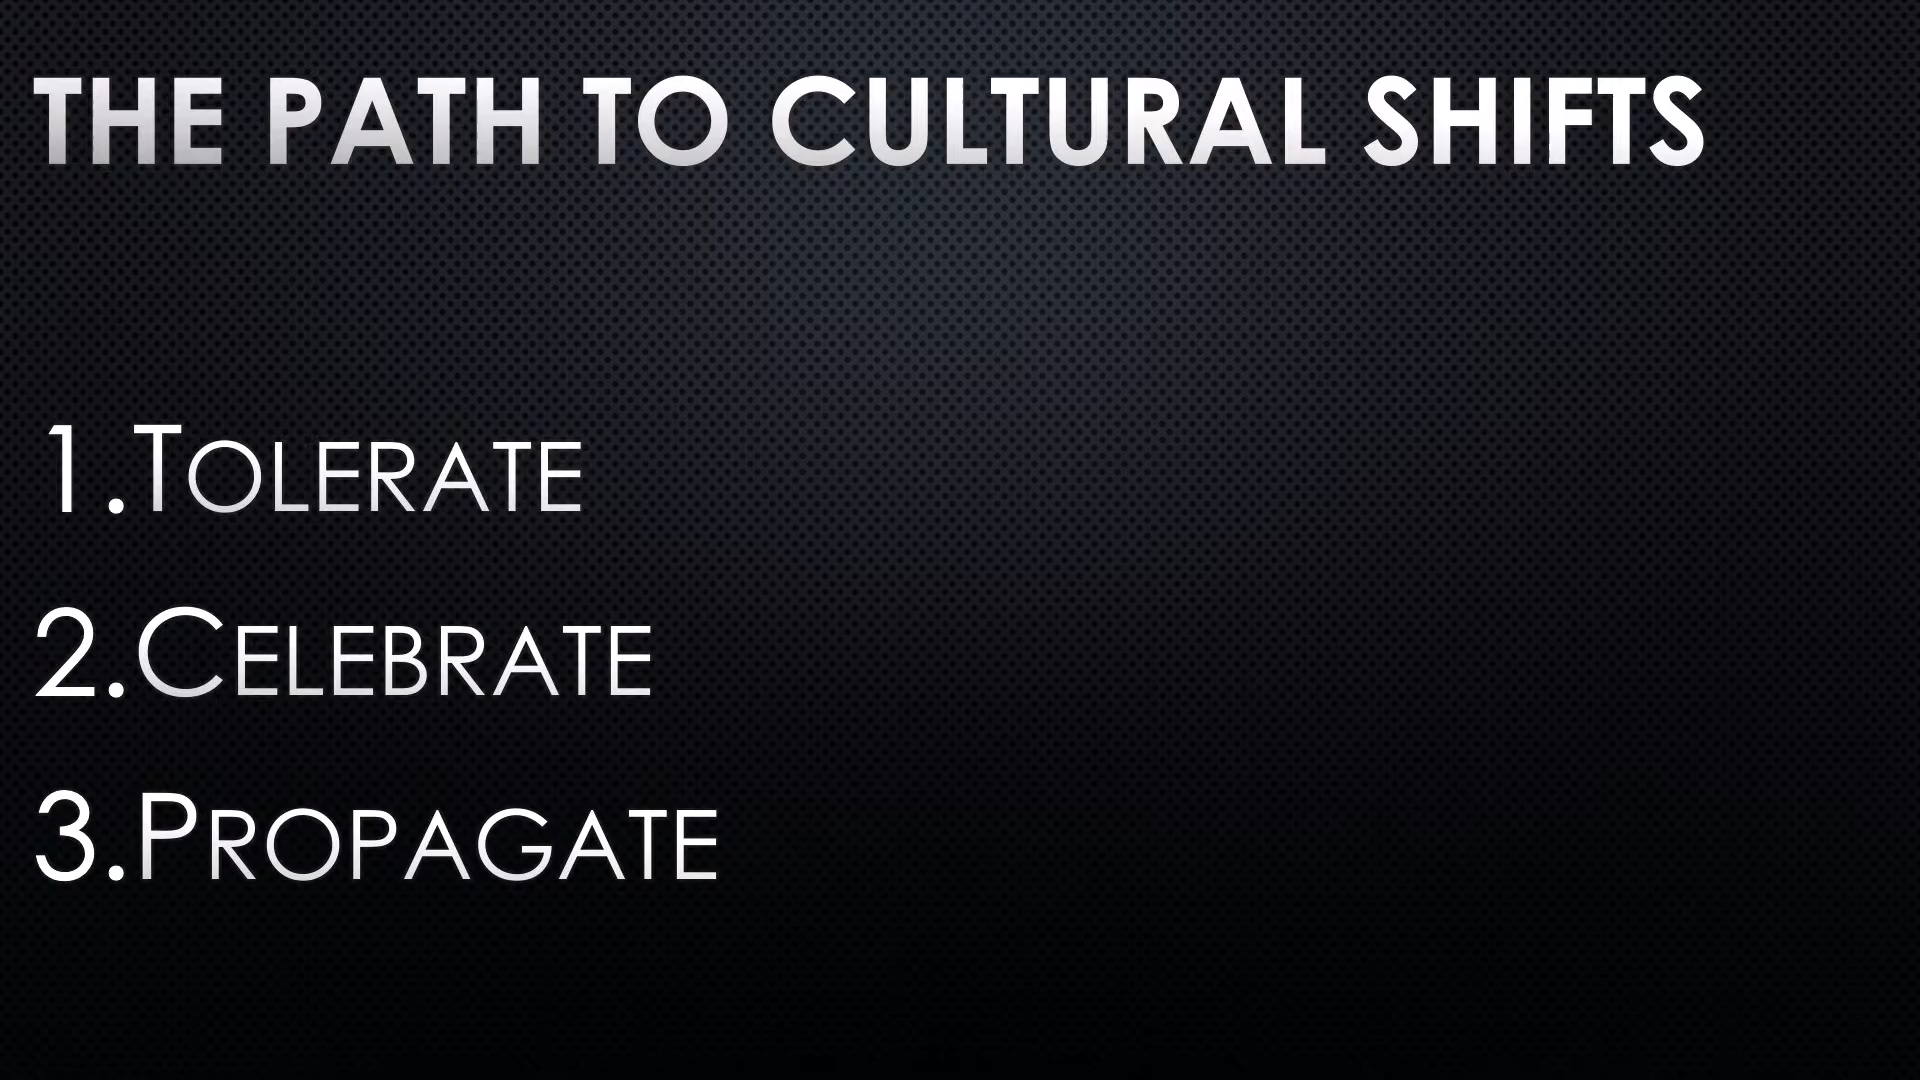 THE PATH TO CULTURAL SHIFTS
1.TOLERATE
2.CELEBRATE
3.PROPAGATE